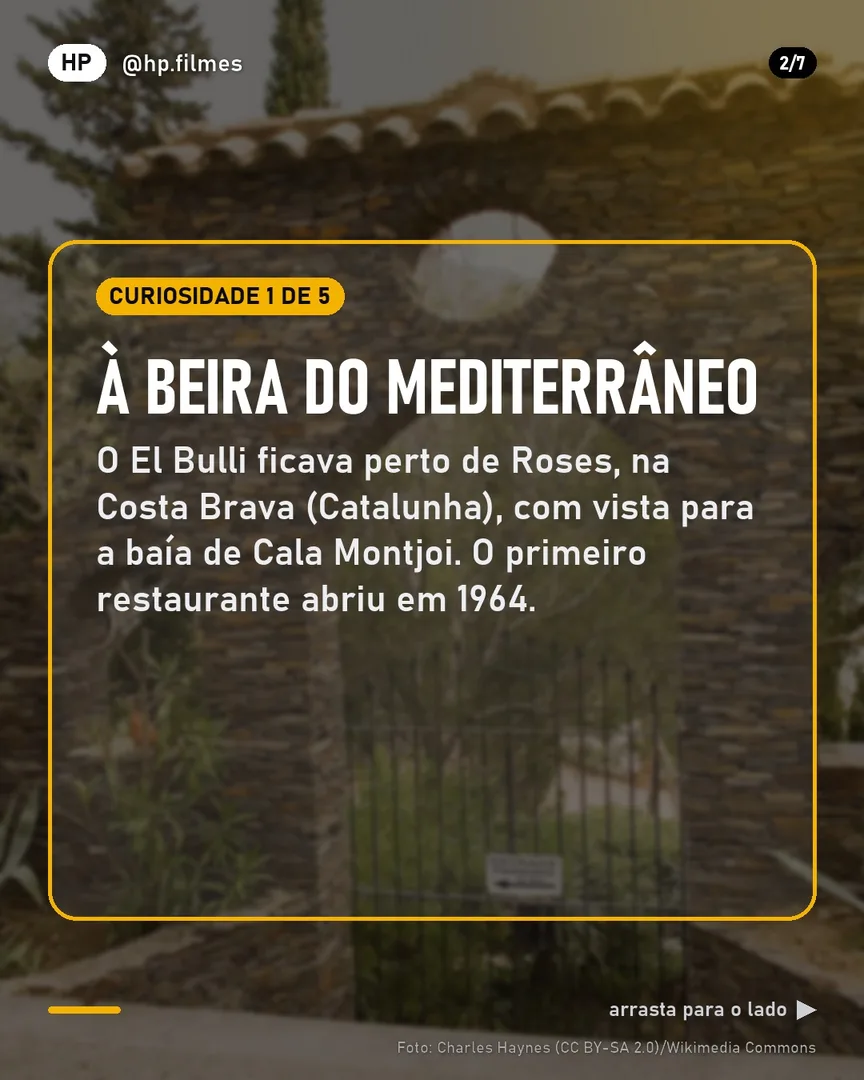 HP @hp.filmes
2/7
CURIOSIDADE 1 DE 5
À BEIRA DO MEDITERRÂNEO
O El Bulli ficava perto de Roses, na
Costa Brava (Catalunha), com vista para
a baía de Cala Montjoi. O primeiro
restaurante abriu em 1964.
arrasta para o lado ▶
Foto: Charles Haynes (CC BY-SA 2.0)/Wikimedia Commons